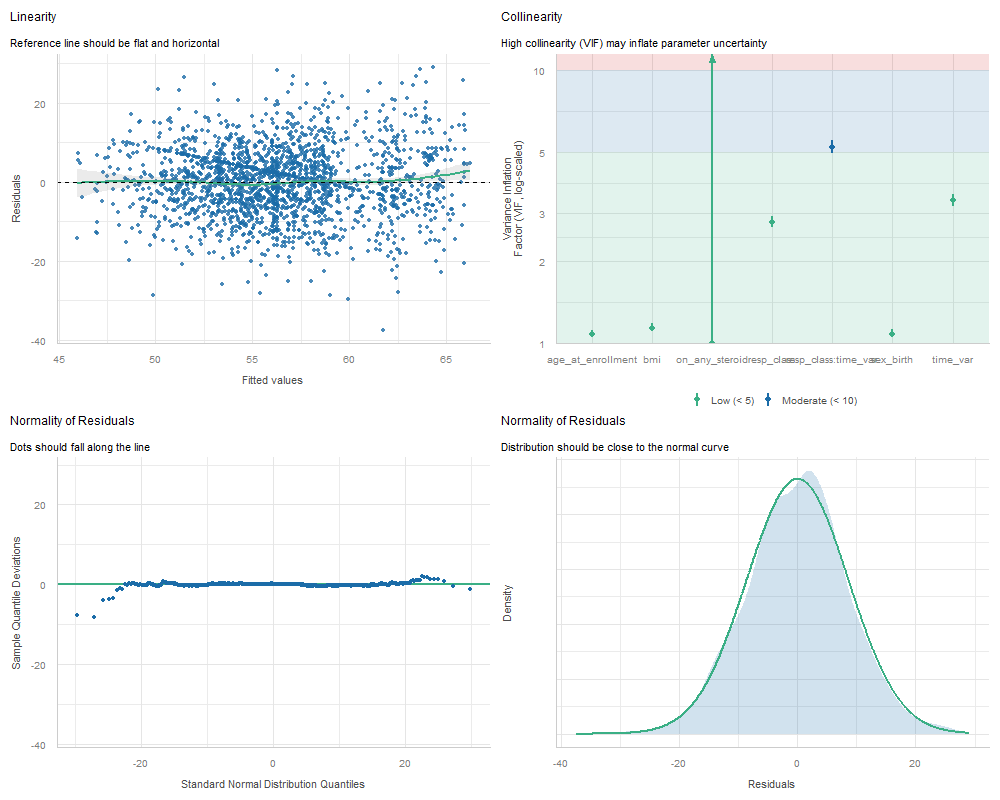 Linearity
Reference line should be flat and horizontal
Residuals
20
0
-20
-40
45
50
55
60
65
Fitted values
Collinearity
High collinearity (VIF) may inflate parameter uncertainty
Variance Inflation
Factor (VIF, log-scaled)
10
5
3
2
1
age_at_enrollment
bmi
on_any_steroid
resp_class
resp_class:time_var
sex_birth
time_var
Low (< 5)
Moderate (< 10)
Normality of Residuals
Dots should fall along the line
Sample Quantile Deviations
20
0
-20
-40
-20
0
20
Standard Normal Distribution Quantiles
Normality of Residuals
Distribution should be close to the normal curve
Density
-40
-20
0
20
Residuals